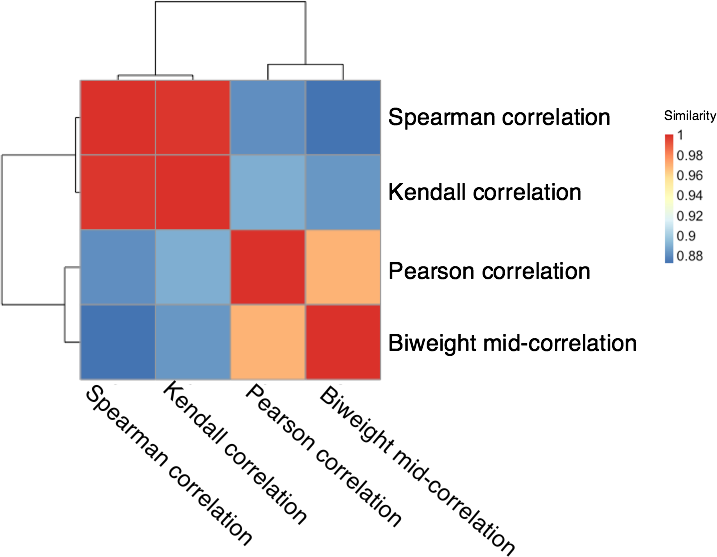 Spearman correlation
Kendall correlation
Pearson correlation
Biweight mid-correlation
Similarity
1
0.98
0.96
0.94
0.92
0.9
0.88
Spearman correlation
Kendall correlation
Pearson correlation
Biweight mid-correlation